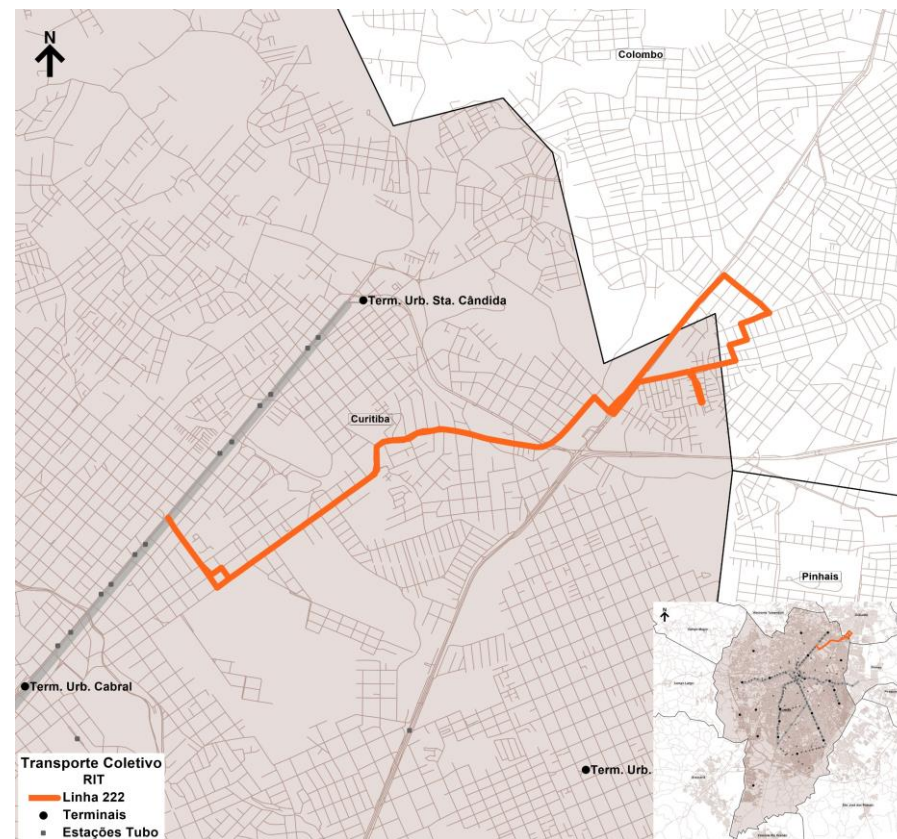 N
Colombo
Term. Urb. Sta. Cândida
Curitiba
Pinhais
N
Term. Urb. Cabral
Term. Urb.
Transporte Coletivo
RIT
Linha 222
Terminais
Estações Tubo